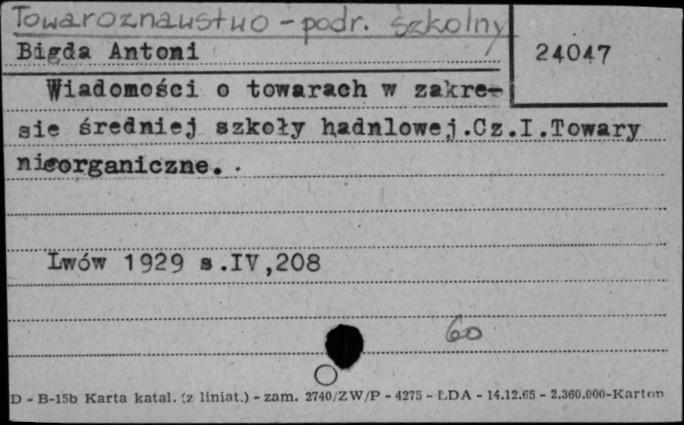 Towaroznawstwo - podr. szkolny
Bigda Antoni
24047
Wiadomości o towarach w zakre-
sie średniej szkoły hadnlowej.Cz.I.Towary
nieorganiczne.
Lwów 1929 s.IV,208
60
D - B-15b Karta katal. (z liniat.) - zam. 2740/ZW/P - 4275 - ŁDA - 14.12.65 - 2.360.000-Karton